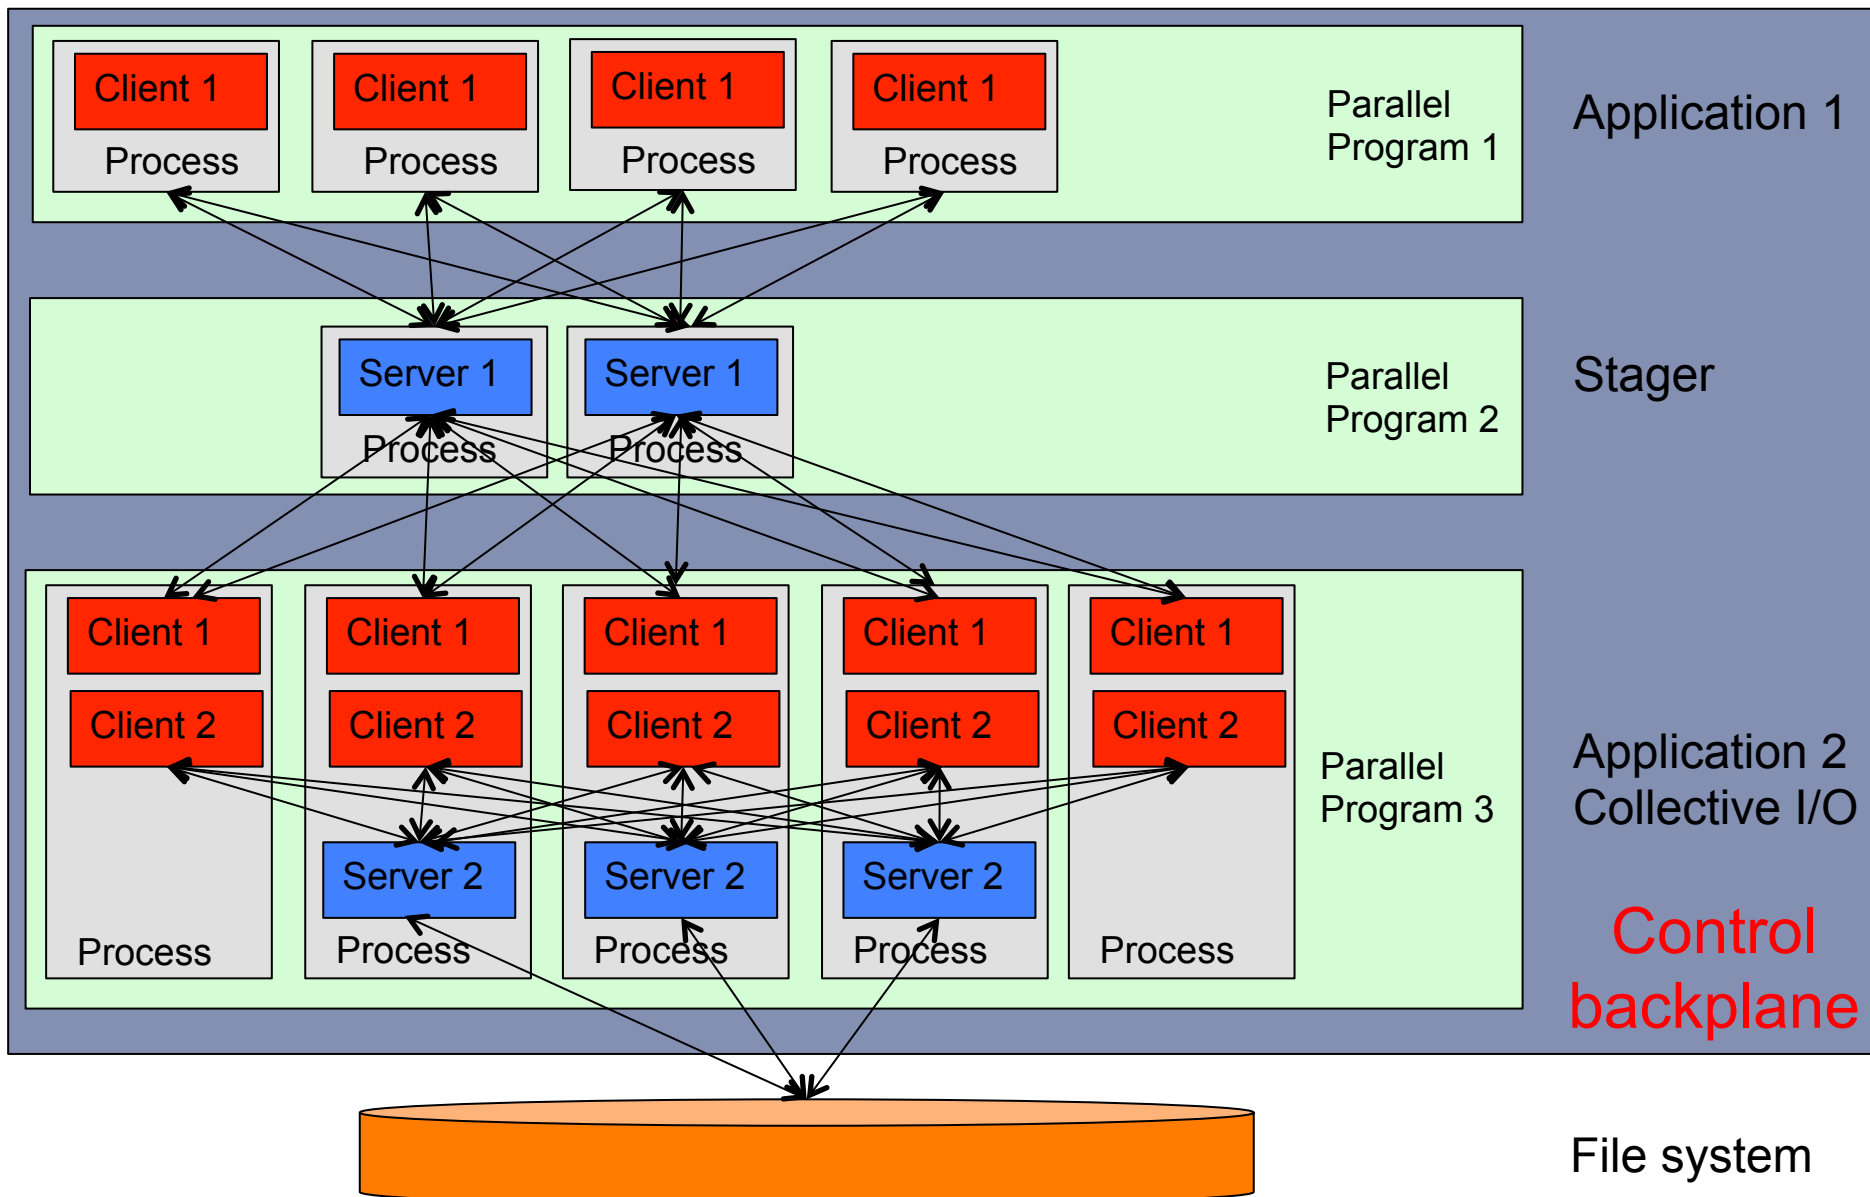 Client 1
Client 1
Client 1
Client 1
Process
Process
Process
Process
Parallel
Program 1
Application 1
Server 1
Server 1
Process
Process
Parallel
Program 2
Stager
Client 1
Client 1
Client 1
Client 1
Client 1
Client 2
Client 2
Client 2
Client 2
Client 2
Server 2
Server 2
Server 2
Process
Process
Process
Process
Process
Parallel
Program 3
Application 2
Collective I/O
Control
backplane
File system